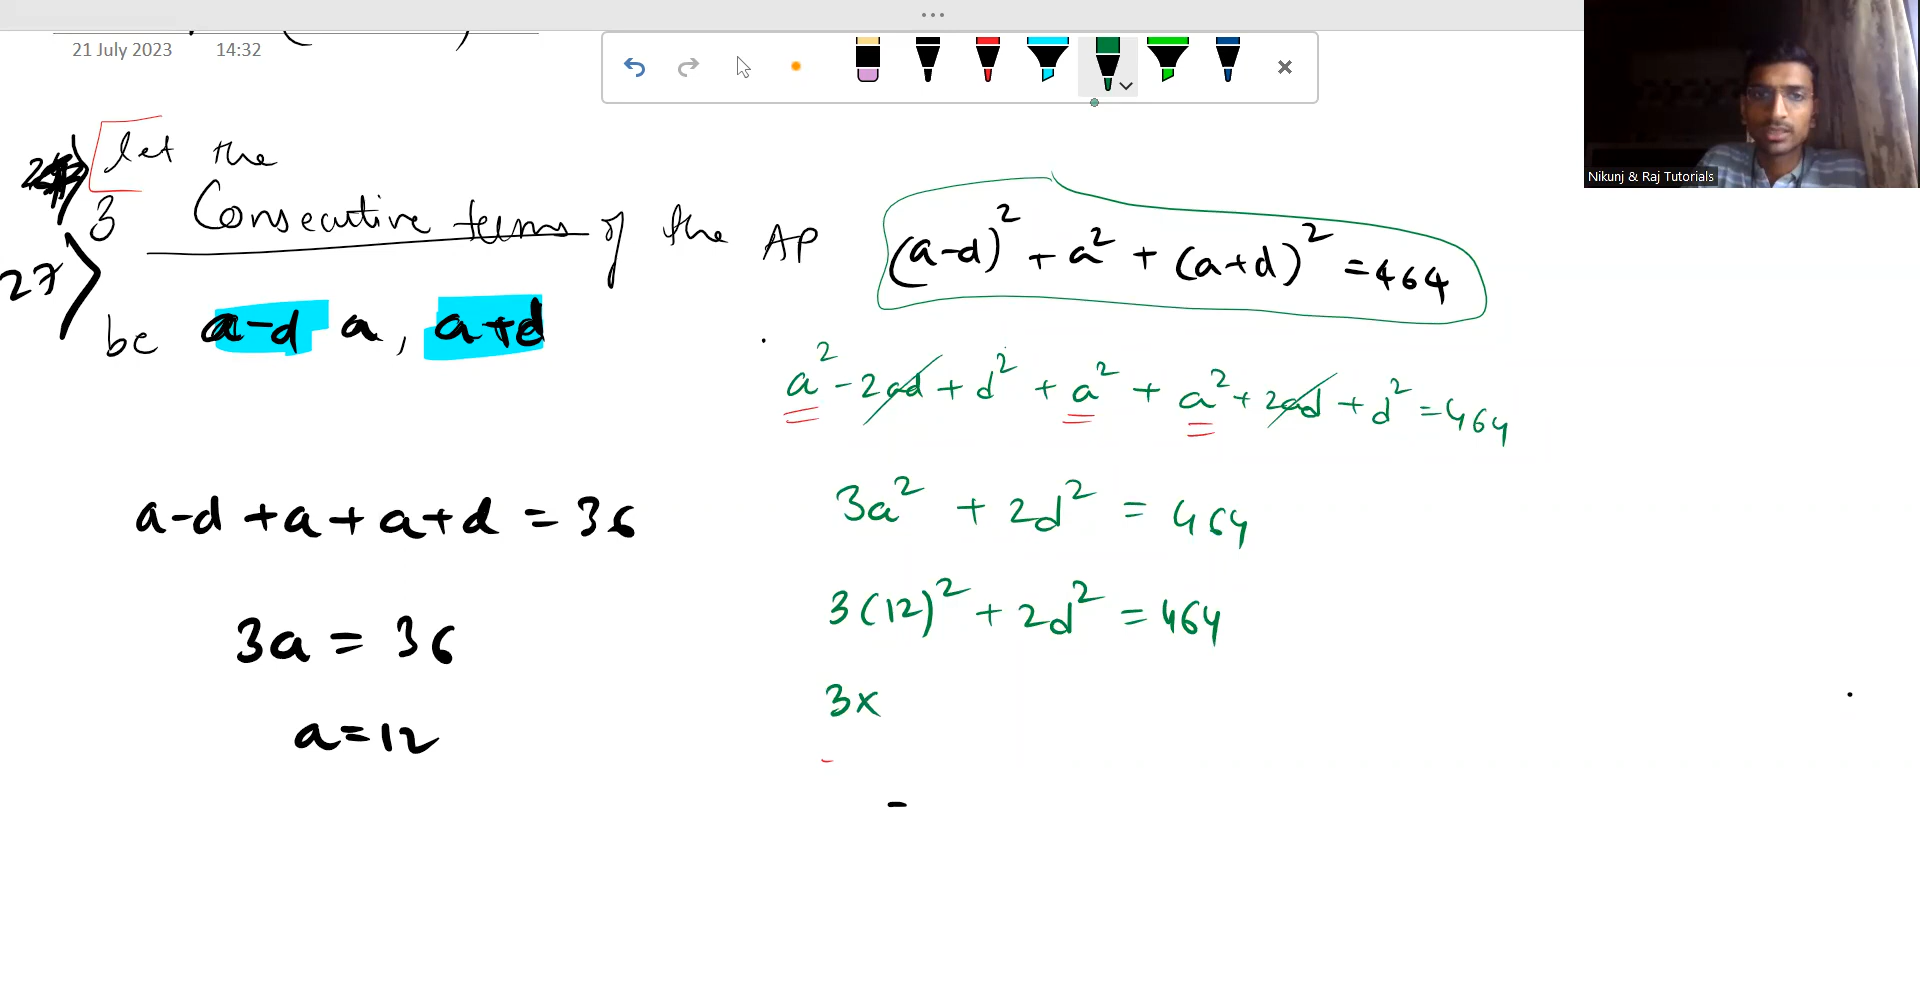 21 July 2023 14:32
Nikunj & Raj Tutorials
let the
3 Consecutive terms of the AP
27>
be a-d a, a+d
a-d +a + a+d = 36
3a = 36
a=12
(a-d)² + a² + (a+d)² = 464
a² - 2ad + d² + a² + a² + 2ad + d² = 464
3a² + 2d² = 464
3(12)² + 2d² = 464
3x